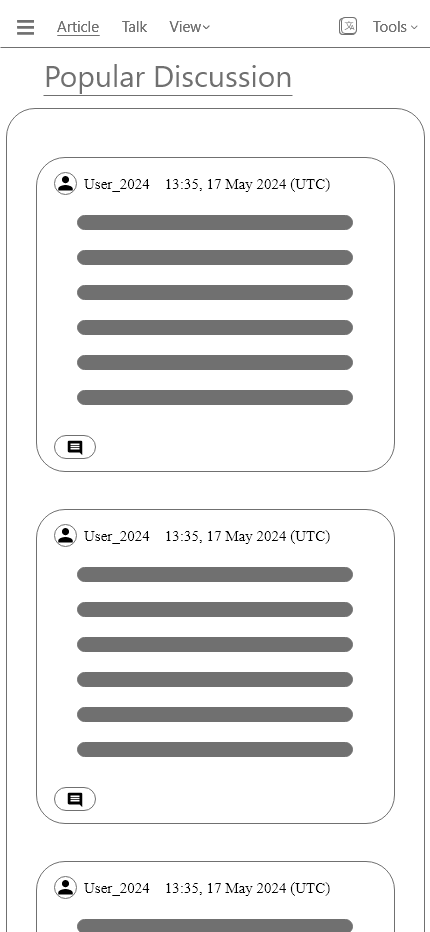 Article Talk View Tools
Popular Discussion
User_2024 13:35, 17 May 2024 (UTC)
User_2024 13:35, 17 May 2024 (UTC)
User_2024 13:35, 17 May 2024 (UTC)